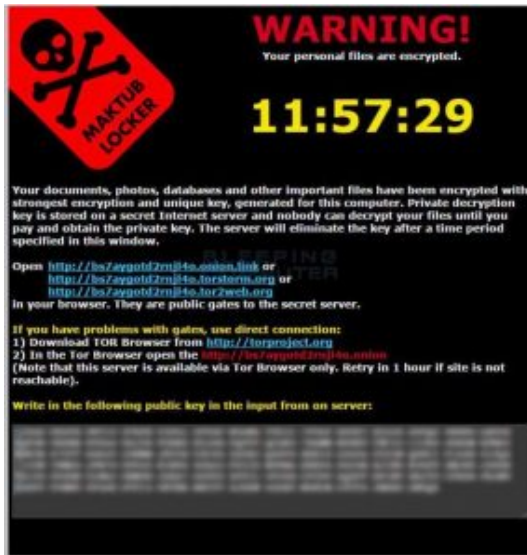 WARNING!
Your personal files are encrypted.
MAKTUB
LOCKER
11:57:29
Your documents, photos, databases and other important files have been encrypted with
strongest encryption and unique key, generated for this computer. Private decryption
key is stored on a secret Internet server and nobody can decrypt your files until you
pay and obtain the private key. The server will eliminate the key after a time period
specified in this window.
BLEEPING
COMPUTER
Open http://bs7aygotd2rnjl4o.onion.link or
http://bs7aygotd2rnjl4o.torstorm.org or
http://bs7aygotd2rnjl4o.tor2web.org
in your browser. They are public gates to the secret server.
If you have problems with gates, use direct connection:
1) Download TOR Browser from http://torproject.org
2) In the Tor Browser open the http://bs7aygotd2rnjl4o.onion
(Note that this server is available via Tor Browser only. Retry in 1 hour if site is not
reachable).
Write in the following public key in the input from on server: